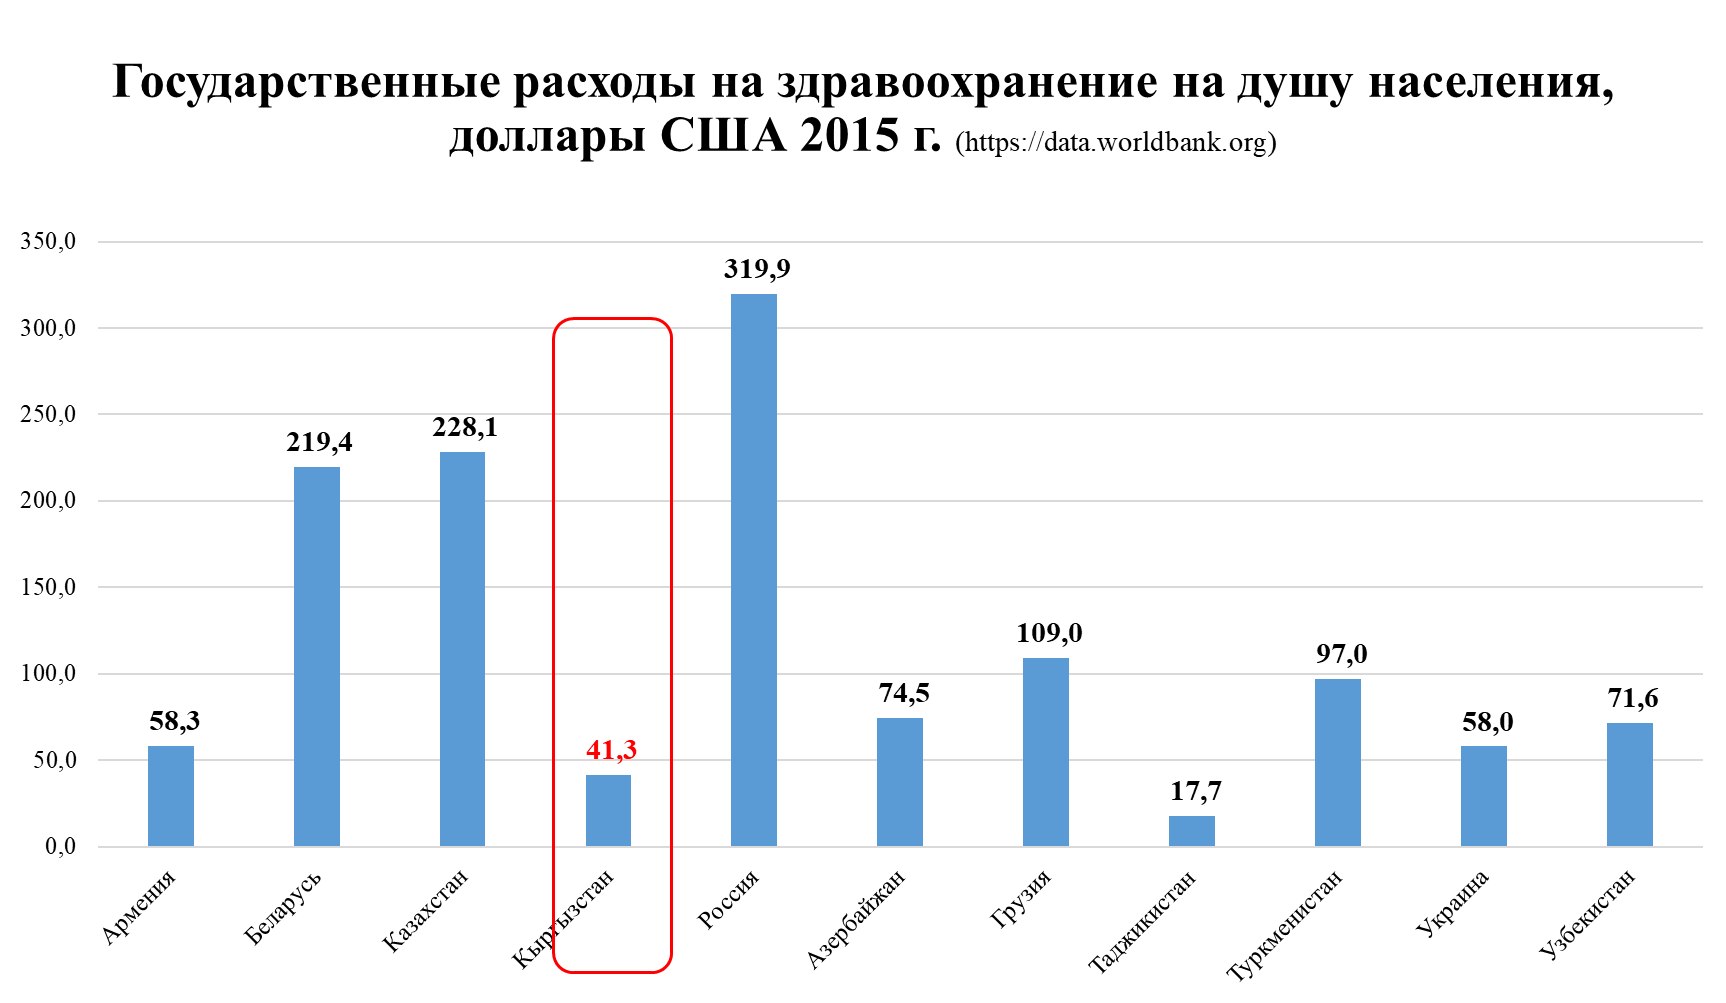 Государственные расходы на здравоохранение на душу населения,
доллары США 2015 г. (https://data.worldbank.org)
350,0
300,0
250,0
200,0
150,0
100,0
50,0
0,0
58,3
219,4
228,1
41,3
319,9
74,5
109,0
17,7
97,0
58,0
71,6
Армения
Беларусь
Казахстан
Кыргызстан
Россия
Азербайжан
Грузия
Таджикистан
Туркменистан
Украина
Узбекистан